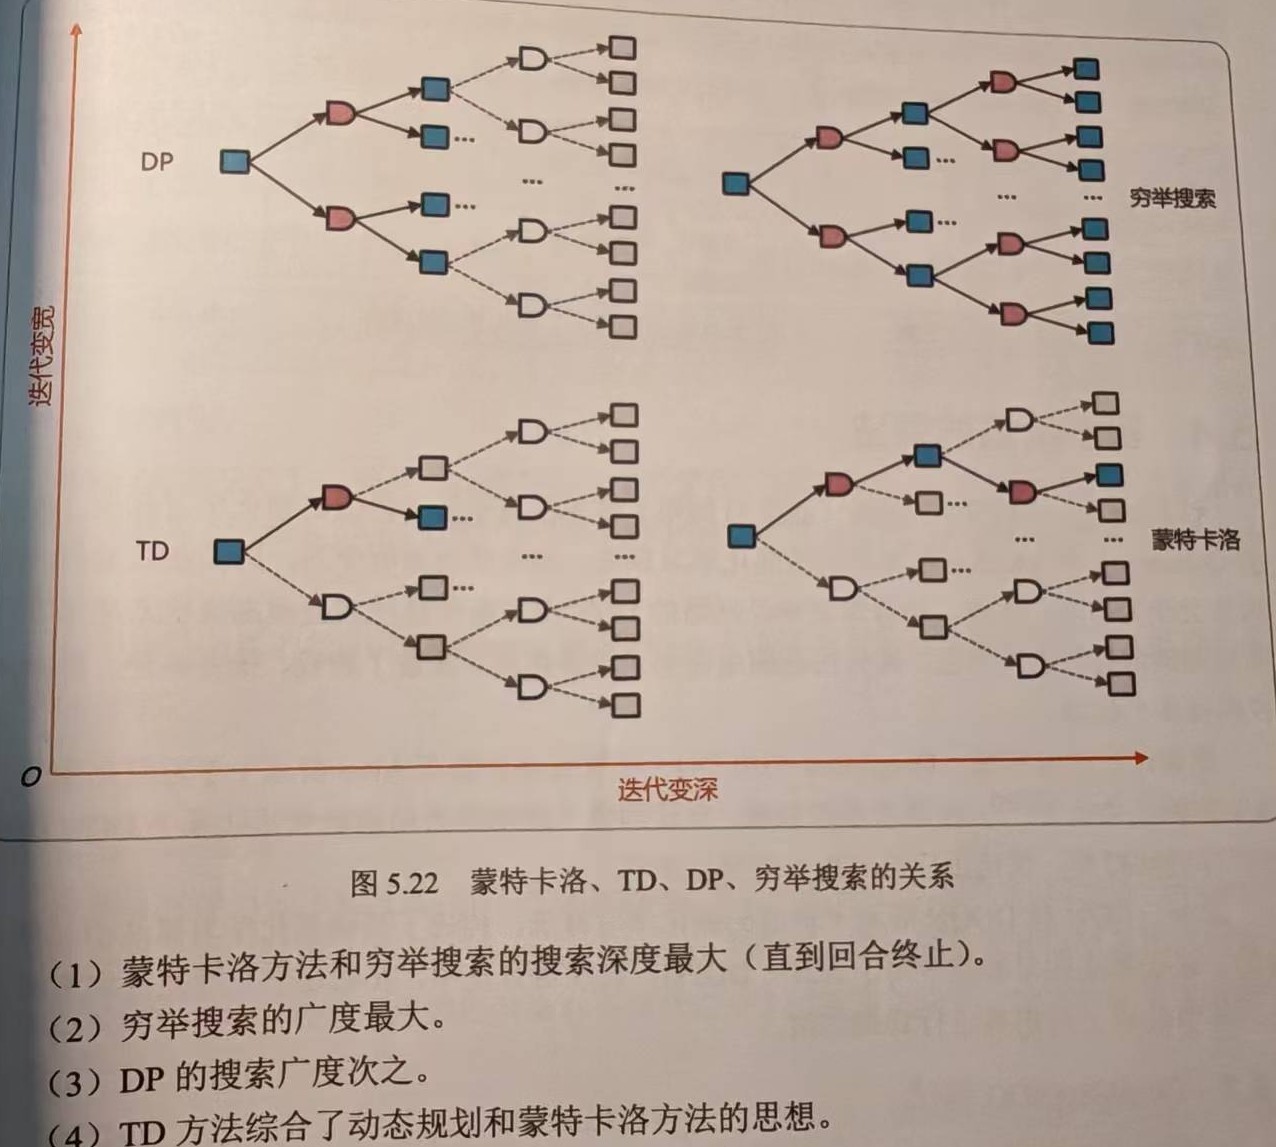 DP
穷举搜索
迭代变宽
TD
蒙特卡洛
O
迭代变深
图 5.22 蒙特卡洛、TD、DP、穷举搜索的关系
（1）蒙特卡洛方法和穷举搜索的搜索深度最大（直到回合终止）。
（2）穷举搜索的广度最大。
（3）DP 的搜索广度次之。
（4）TD 方法综合了动态规划和蒙特卡洛方法的思想。